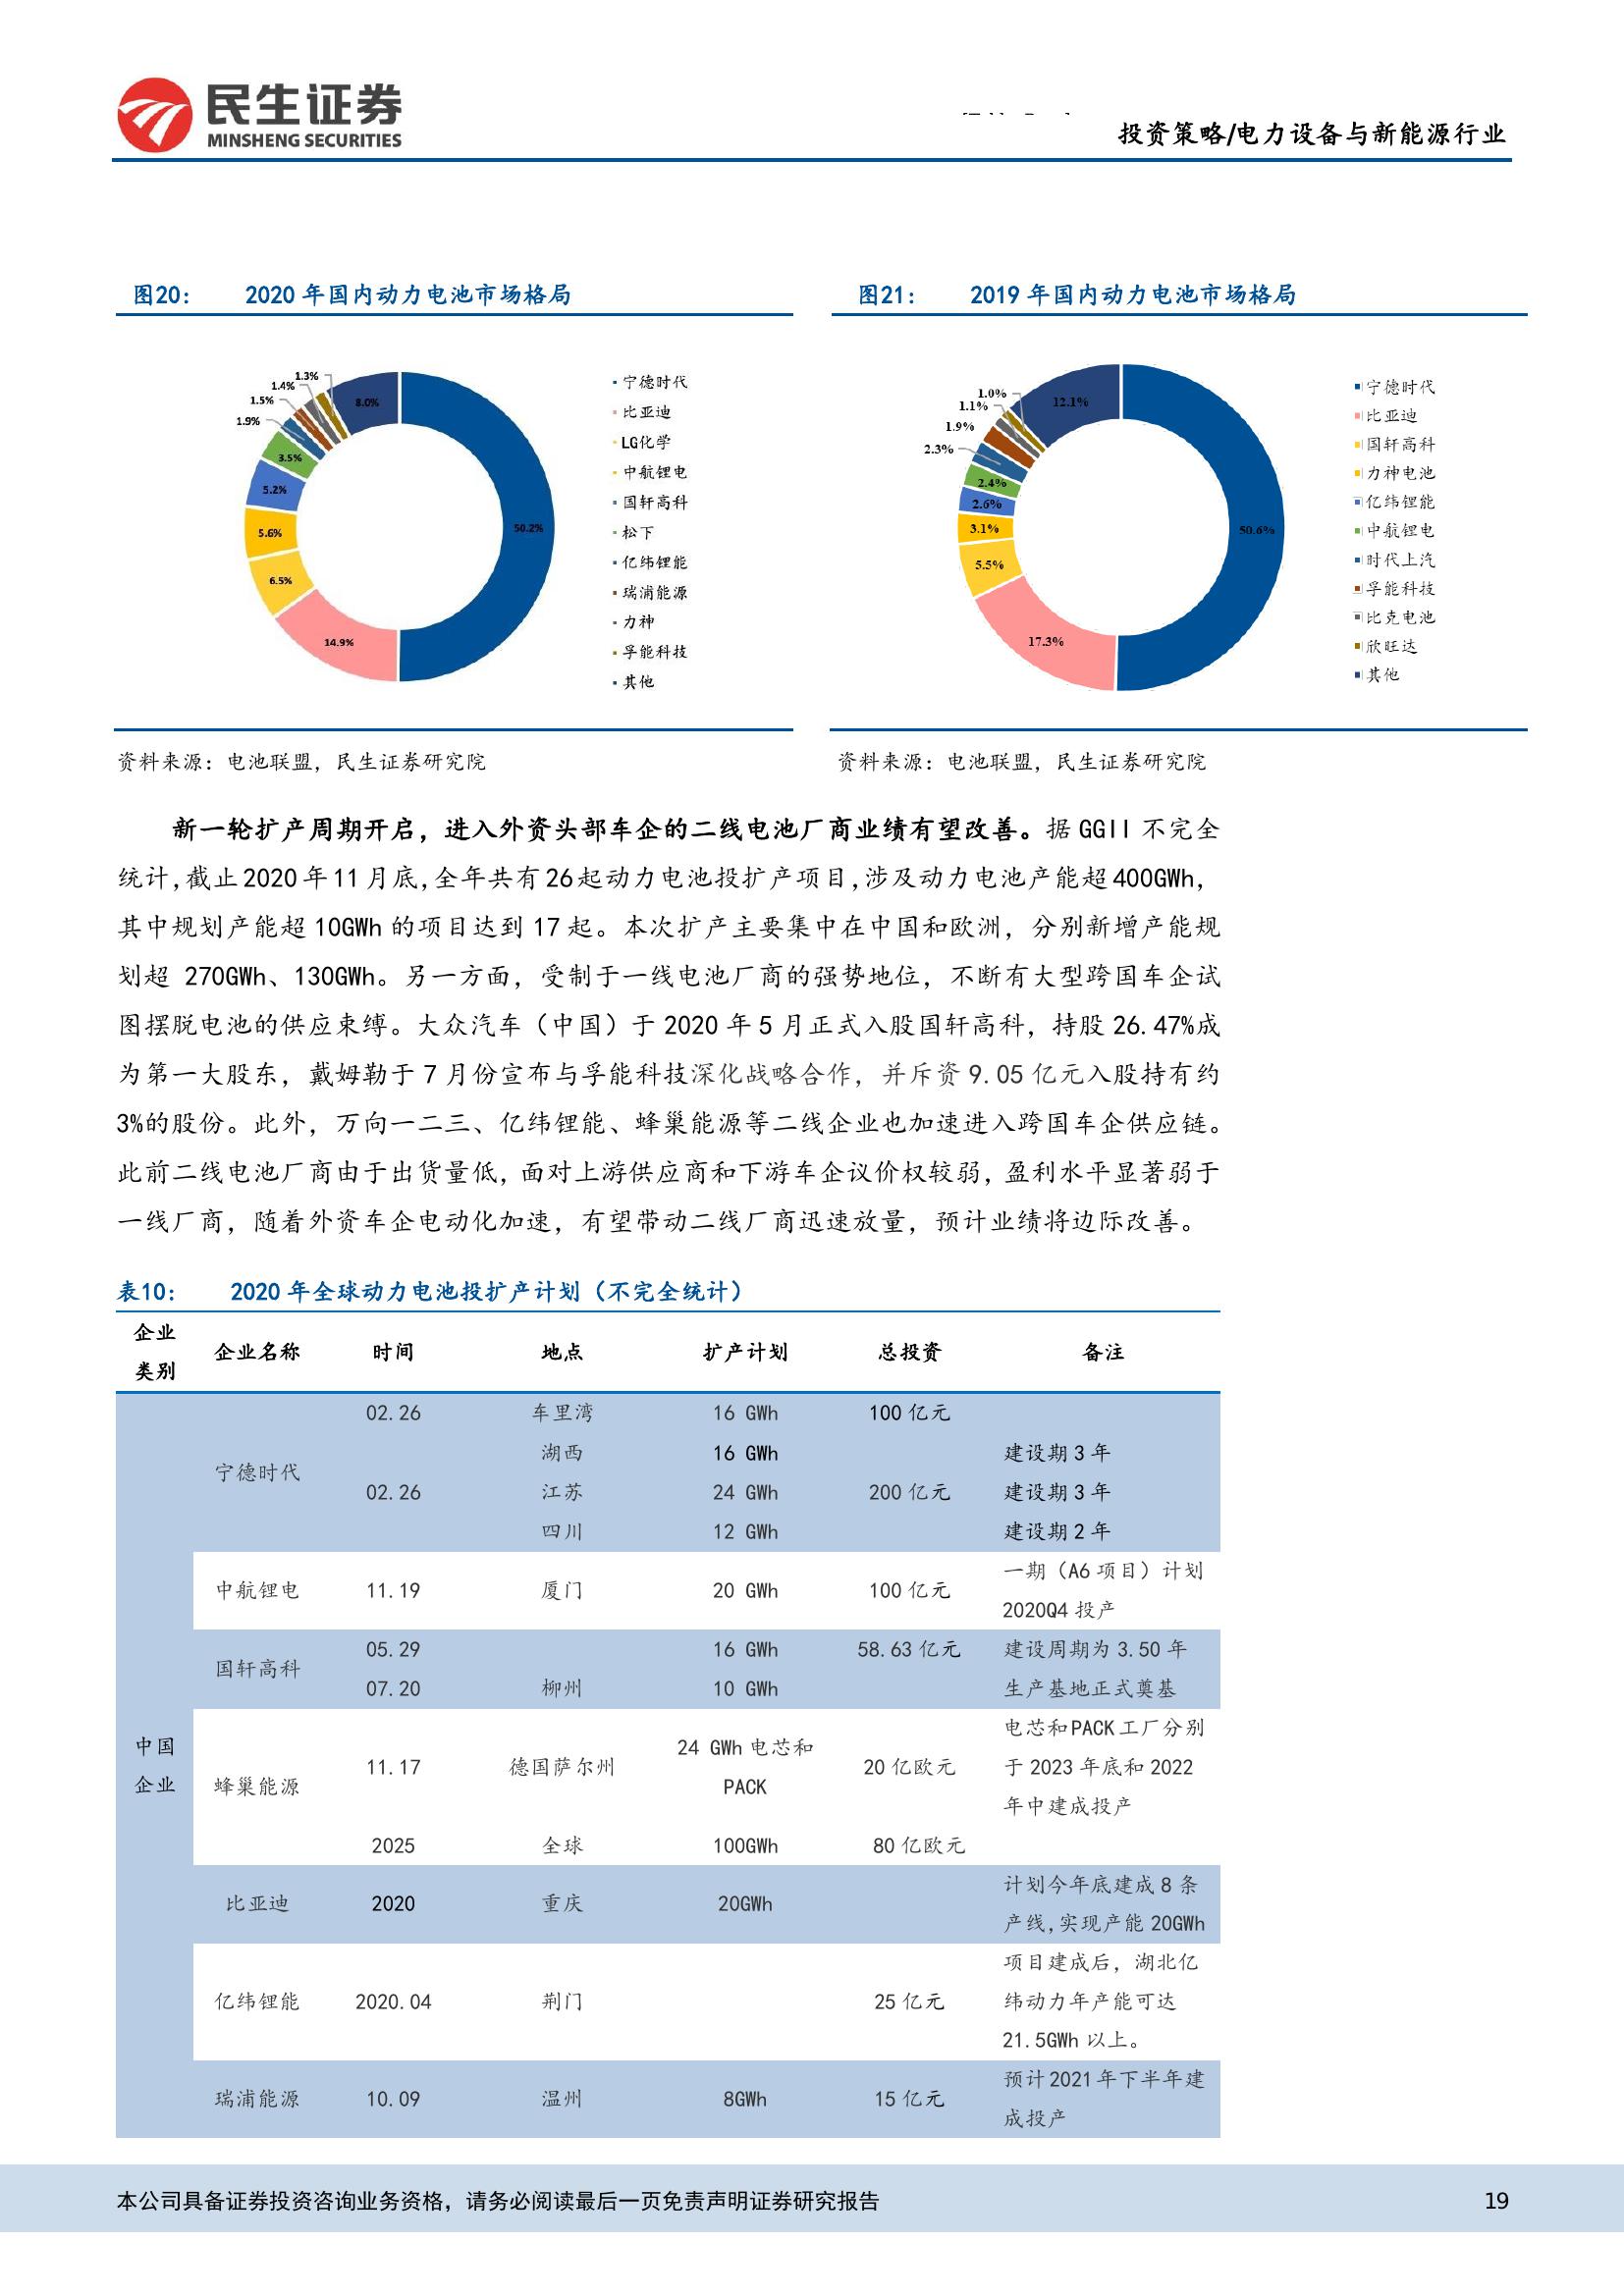 民生证券
MINSHENG SECURITIES
投资策略/电力设备与新能源行业
图20： 2020 年国内动力电池市场格局
1.3%
1.4%
1.5%
1.9%
3.5%
5.2%
5.6%
6.5%
14.9%
50.2%
8.0%
宁德时代
比亚迪
LG化学
中航锂电
国轩高科
松下
亿纬锂能
瑞浦能源
力神
孚能科技
其他
资料来源：电池联盟，民生证券研究院
图21： 2019 年国内动力电池市场格局
1.0%
1.1%
1.9%
2.3%
2.4%
2.6%
3.1%
5.5%
17.3%
50.6%
12.1%
宁德时代
比亚迪
国轩高科
力神电池
亿纬锂能
中航锂电
时代上汽
孚能科技
比克电池
欣旺达
其他
资料来源：电池联盟，民生证券研究院
新一轮扩产周期开启，进入外资头部车企的二线电池厂商业绩有望改善。据 GGII 不完全
统计,截止 2020 年 11 月底,全年共有 26 起动力电池投扩产项目,涉及动力电池产能超 400GWh，
其中规划产能超 10GWh 的项目达到 17 起。本次扩产主要集中在中国和欧洲，分别新增产能规
划超 270GWh、130GWh。另一方面，受制于一线电池厂商的强势地位，不断有大型跨国车企试
图摆脱电池的供应束缚。大众汽车（中国）于 2020 年 5 月正式入股国轩高科，持股 26.47%成
为第一大股东，戴姆勒于 7 月份宣布与孚能科技深化战略合作，并斥资 9.05 亿元入股持有约
3%的股份。此外，万向一二三、亿纬锂能、蜂巢能源等二线企业也加速进入跨国车企供应链。
此前二线电池厂商由于出货量低,面对上游供应商和下游车企议价权较弱,盈利水平显著弱于
一线厂商，随着外资车企电动化加速，有望带动二线厂商迅速放量，预计业绩将边际改善。
表10： 2020 年全球动力电池投扩产计划（不完全统计）
企业
类别 企业名称 时间 地点 扩产计划 总投资 备注
中国
企业
宁德时代
02.26 车里湾 16 GWh 100 亿元
湖西 16 GWh 建设期 3 年
02.26 江苏 24 GWh 200 亿元 建设期 3 年
四川 12 GWh 建设期 2 年
中航锂电 11.19 厦门 20 GWh 100 亿元 一期（A6 项目）计划
2020Q4 投产
国轩高科
05.29 16 GWh 58.63 亿元 建设周期为 3.50 年
07.20 柳州 10 GWh 生产基地正式奠基
蜂巢能源
11.17 德国萨尔州 24 GWh 电芯和
PACK 20 亿欧元 电芯和PACK 工厂分别
于 2023 年底和 2022
年中建成投产
2025 全球 100GWh 80 亿欧元
比亚迪 2020 重庆 20GWh 计划今年底建成 8 条
产线,实现产能 20GWh
亿纬锂能 2020.04 荆门 25 亿元 项目建成后，湖北亿
纬动力年产能可达
21.5GWh 以上。
瑞浦能源 10.09 温州 8GWh 15 亿元 预计 2021 年下半年建
成投产
本公司具备证券投资咨询业务资格，请务必阅读最后一页免责声明证券研究报告 19